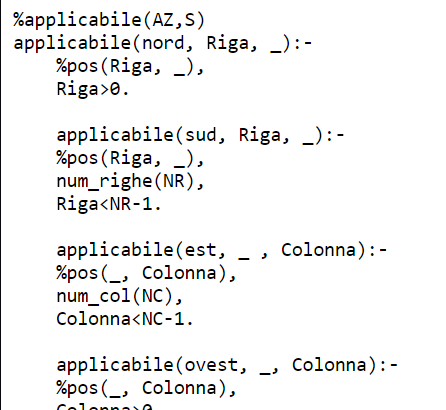 %applicabile(AZ,S)
applicabile(nord, Riga, _):-
%pos(Riga, _),
Riga>0.
applicabile(sud, Riga, _):-
%pos(Riga, _),
num_righe(NR),
Riga<NR-1.
applicabile(est, _ , Colonna):-
%pos(_, Colonna),
num_col(NC),
Colonna<NC-1.
applicabile(ovest, _, Colonna):-
%pos(_, Colonna),
Colonna>0